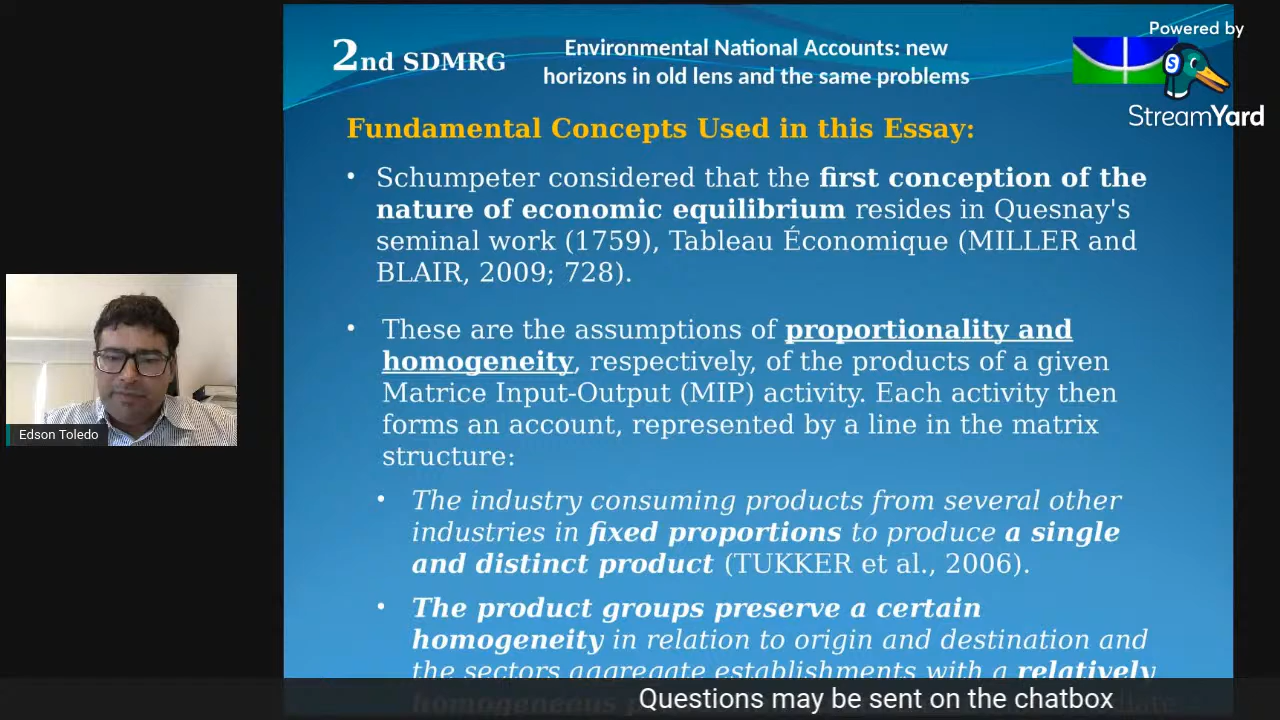 2nd SDMRG
Environmental National Accounts: new
horizons in old lens and the same problems
Powered by
S
StreamYard
Fundamental Concepts Used in this Essay:
• Schumpeter considered that the first conception of the
nature of economic equilibrium resides in Quesnay's
seminal work (1759), Tableau Économique (MILLER and
BLAIR, 2009; 728).
• These are the assumptions of proportionality and
homogeneity, respectively, of the products of a given
Matrice Input-Output (MIP) activity. Each activity then
forms an account, represented by a line in the matrix
structure:
• The industry consuming products from several other
industries in fixed proportions to produce a single
and distinct product (TUKKER et al., 2006).
• The product groups preserve a certain
homogeneity in relation to origin and destination and
the sectors aggregate establishments with a relatively
homogeneous
Edson Toledo
Questions may be sent on the chatbox